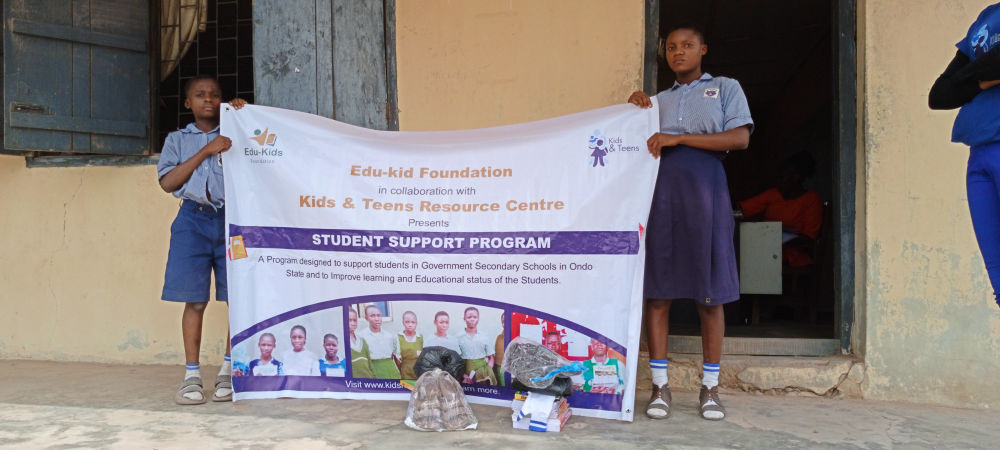 Edu-Kids
Foundation
Kids
& Teens
Edu-kid Foundation
in collaboration with
Kids & Teens Resource Centre
Presents
STUDENT SUPPORT PROGRAM
A Program designed to support students in Government Secondary Schools in Ondo
State and to Improve learning and Educational status of the Students.
Visit more.